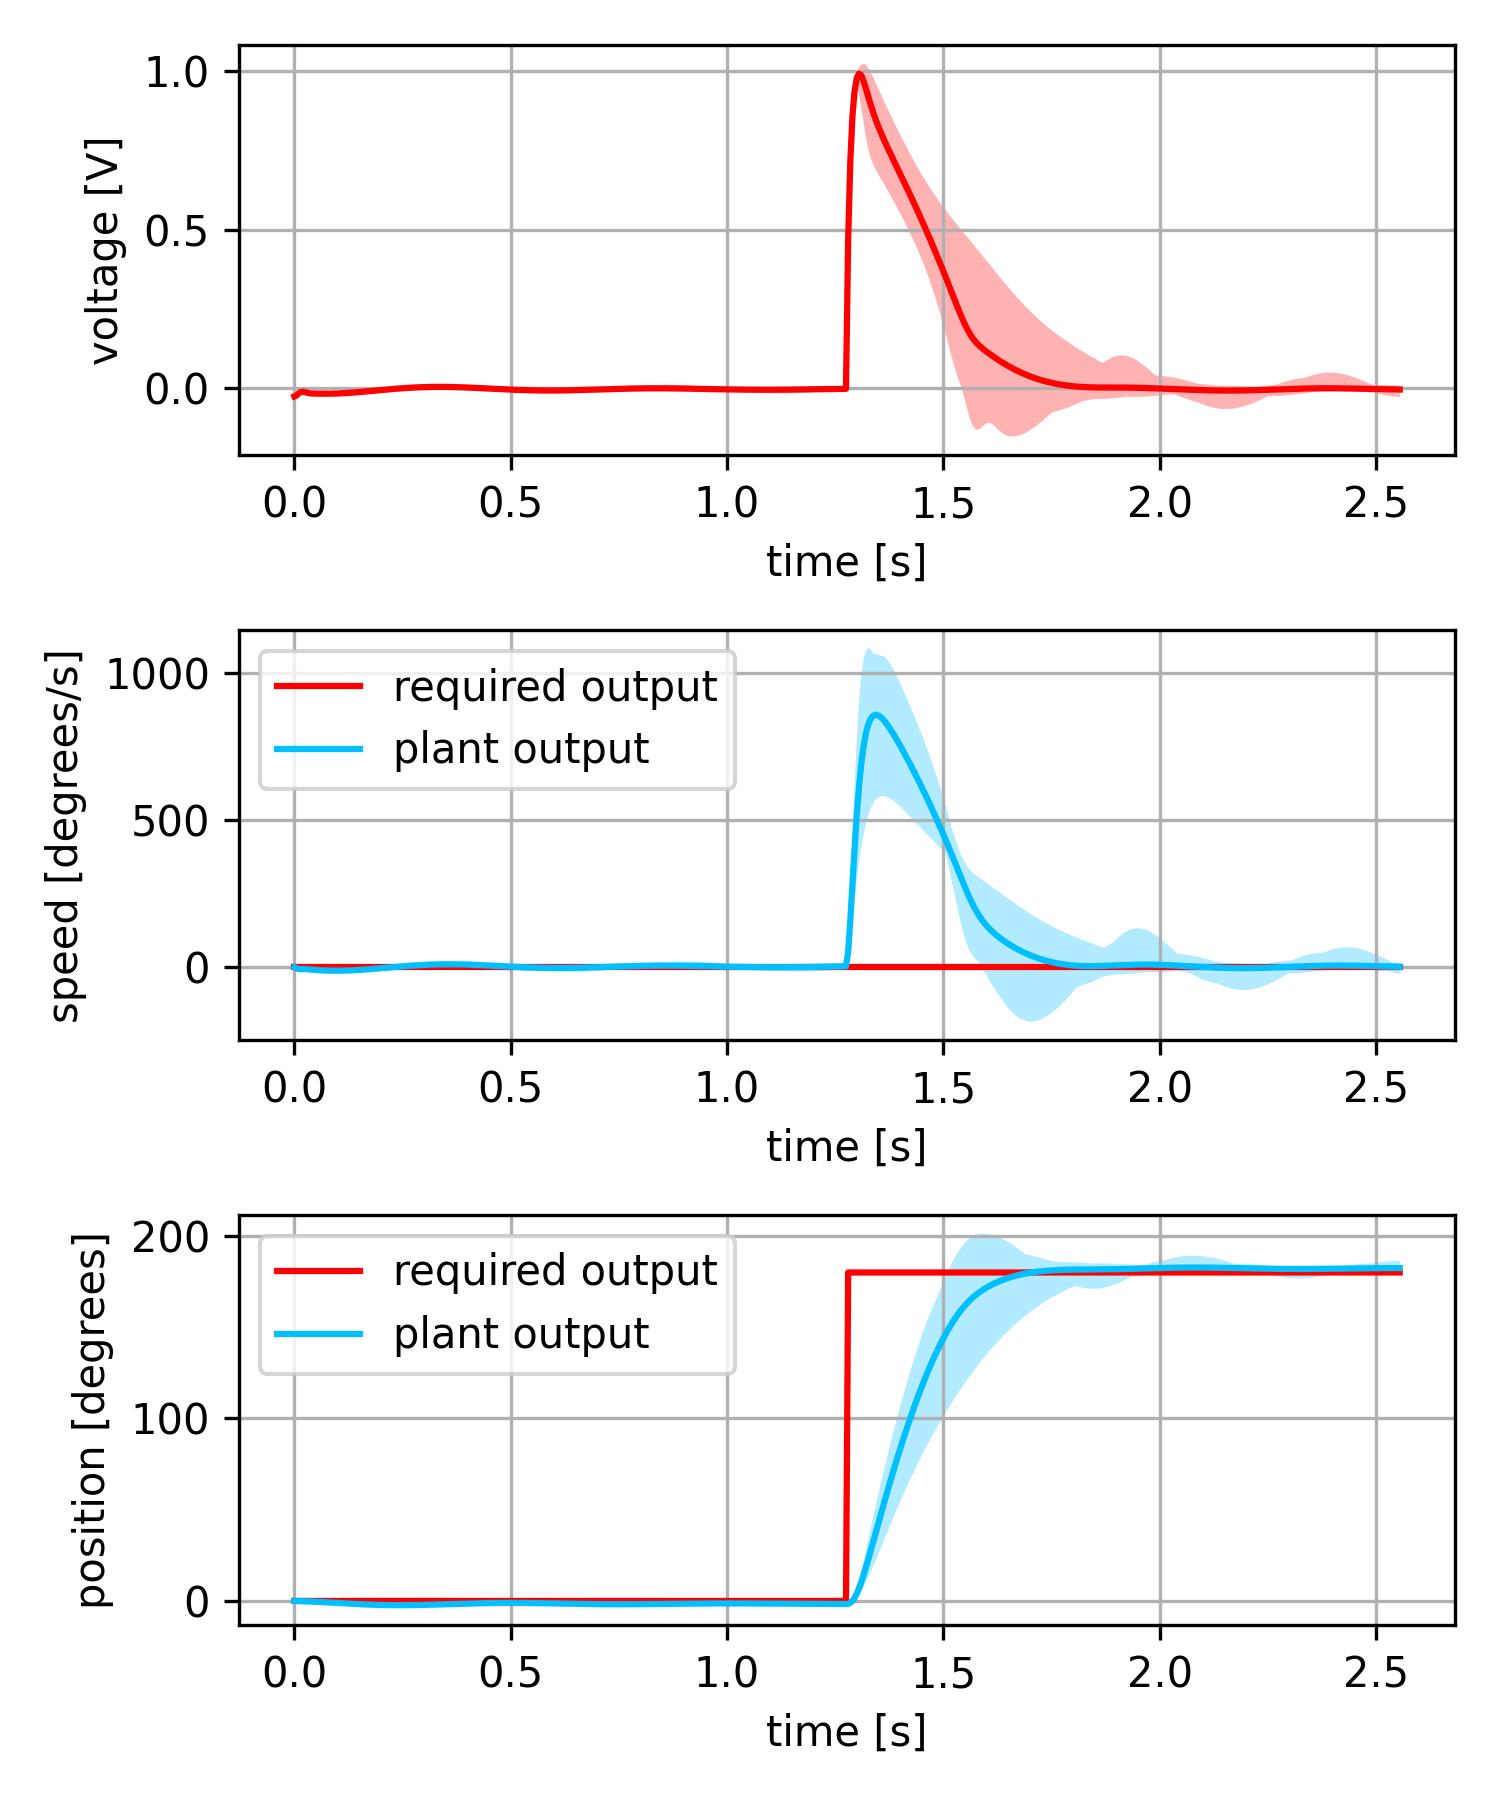 voltage [V]
1.0
0.5
0.0
0.0 0.5 1.0 1.5 2.0 2.5
time [s]
speed [degrees/s]
1000
500
0
required output
plant output
0.0 0.5 1.0 1.5 2.0 2.5
time [s]
position [degrees]
200
100
0
required output
plant output
0.0 0.5 1.0 1.5 2.0 2.5
time [s]